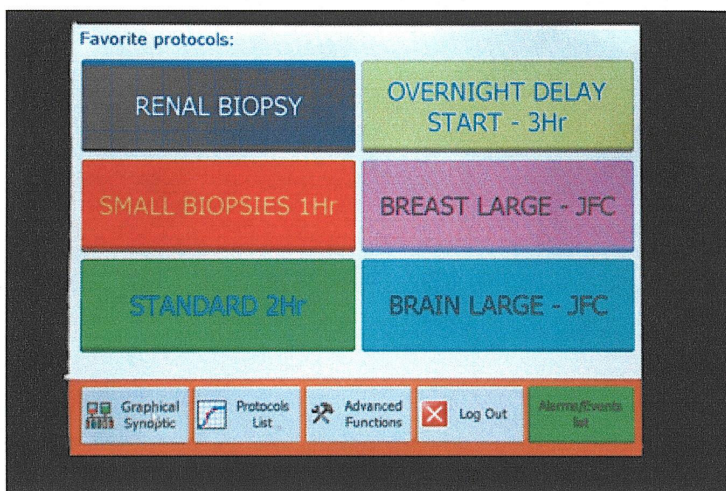 Favorite protocols:
RENAL BIOPSY
OVERNIGHT DELAY
START - 3Hr
SMALL BIOPSIES 1Hr
BREAST LARGE - JFC
STANDARD 2Hr
BRAIN LARGE - JFC
Graphical
Synoptic
Protocols
List
Advanced
Functions
Log Out
Alarms/Events
list